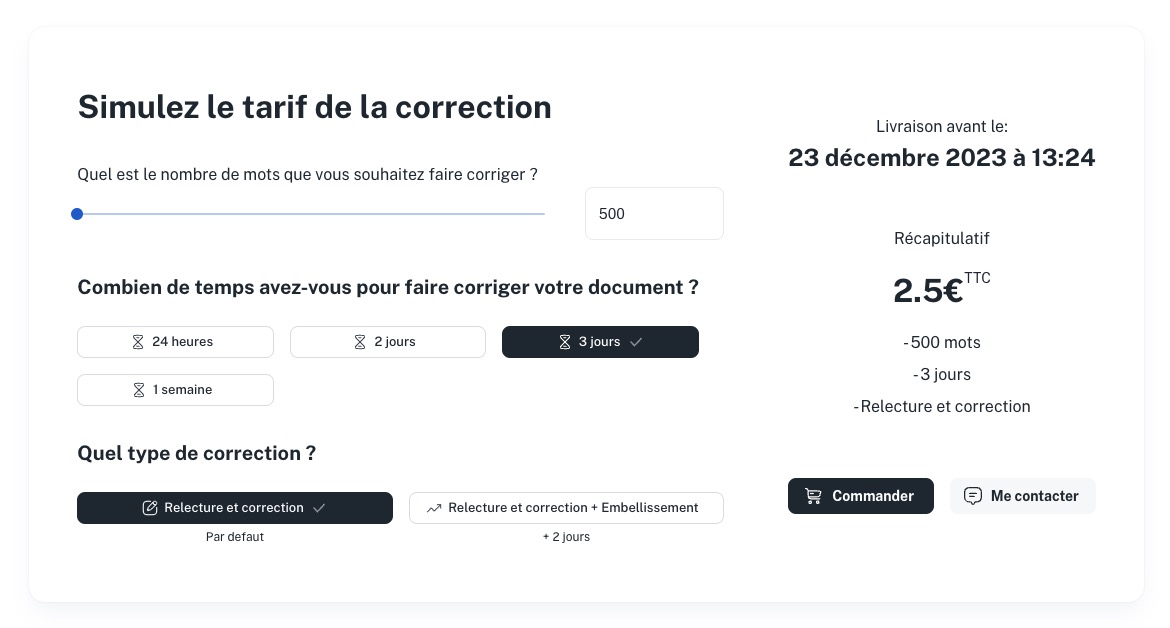 Simulez le tarif de la correction
Quel est le nombre de mots que vous souhaitez faire corriger ?
500
Combien de temps avez-vous pour faire corriger votre document ?
24 heures
2 jours
3 jours
1 semaine
Quel type de correction ?
Relecture et correction
Par defaut
Relecture et correction + Embellissement
+ 2 jours
Livraison avant le:
23 décembre 2023 à 13:24
Récapitulatif
2.5€TTC
- 500 mots
- 3 jours
- Relecture et correction
Commander
Me contacter